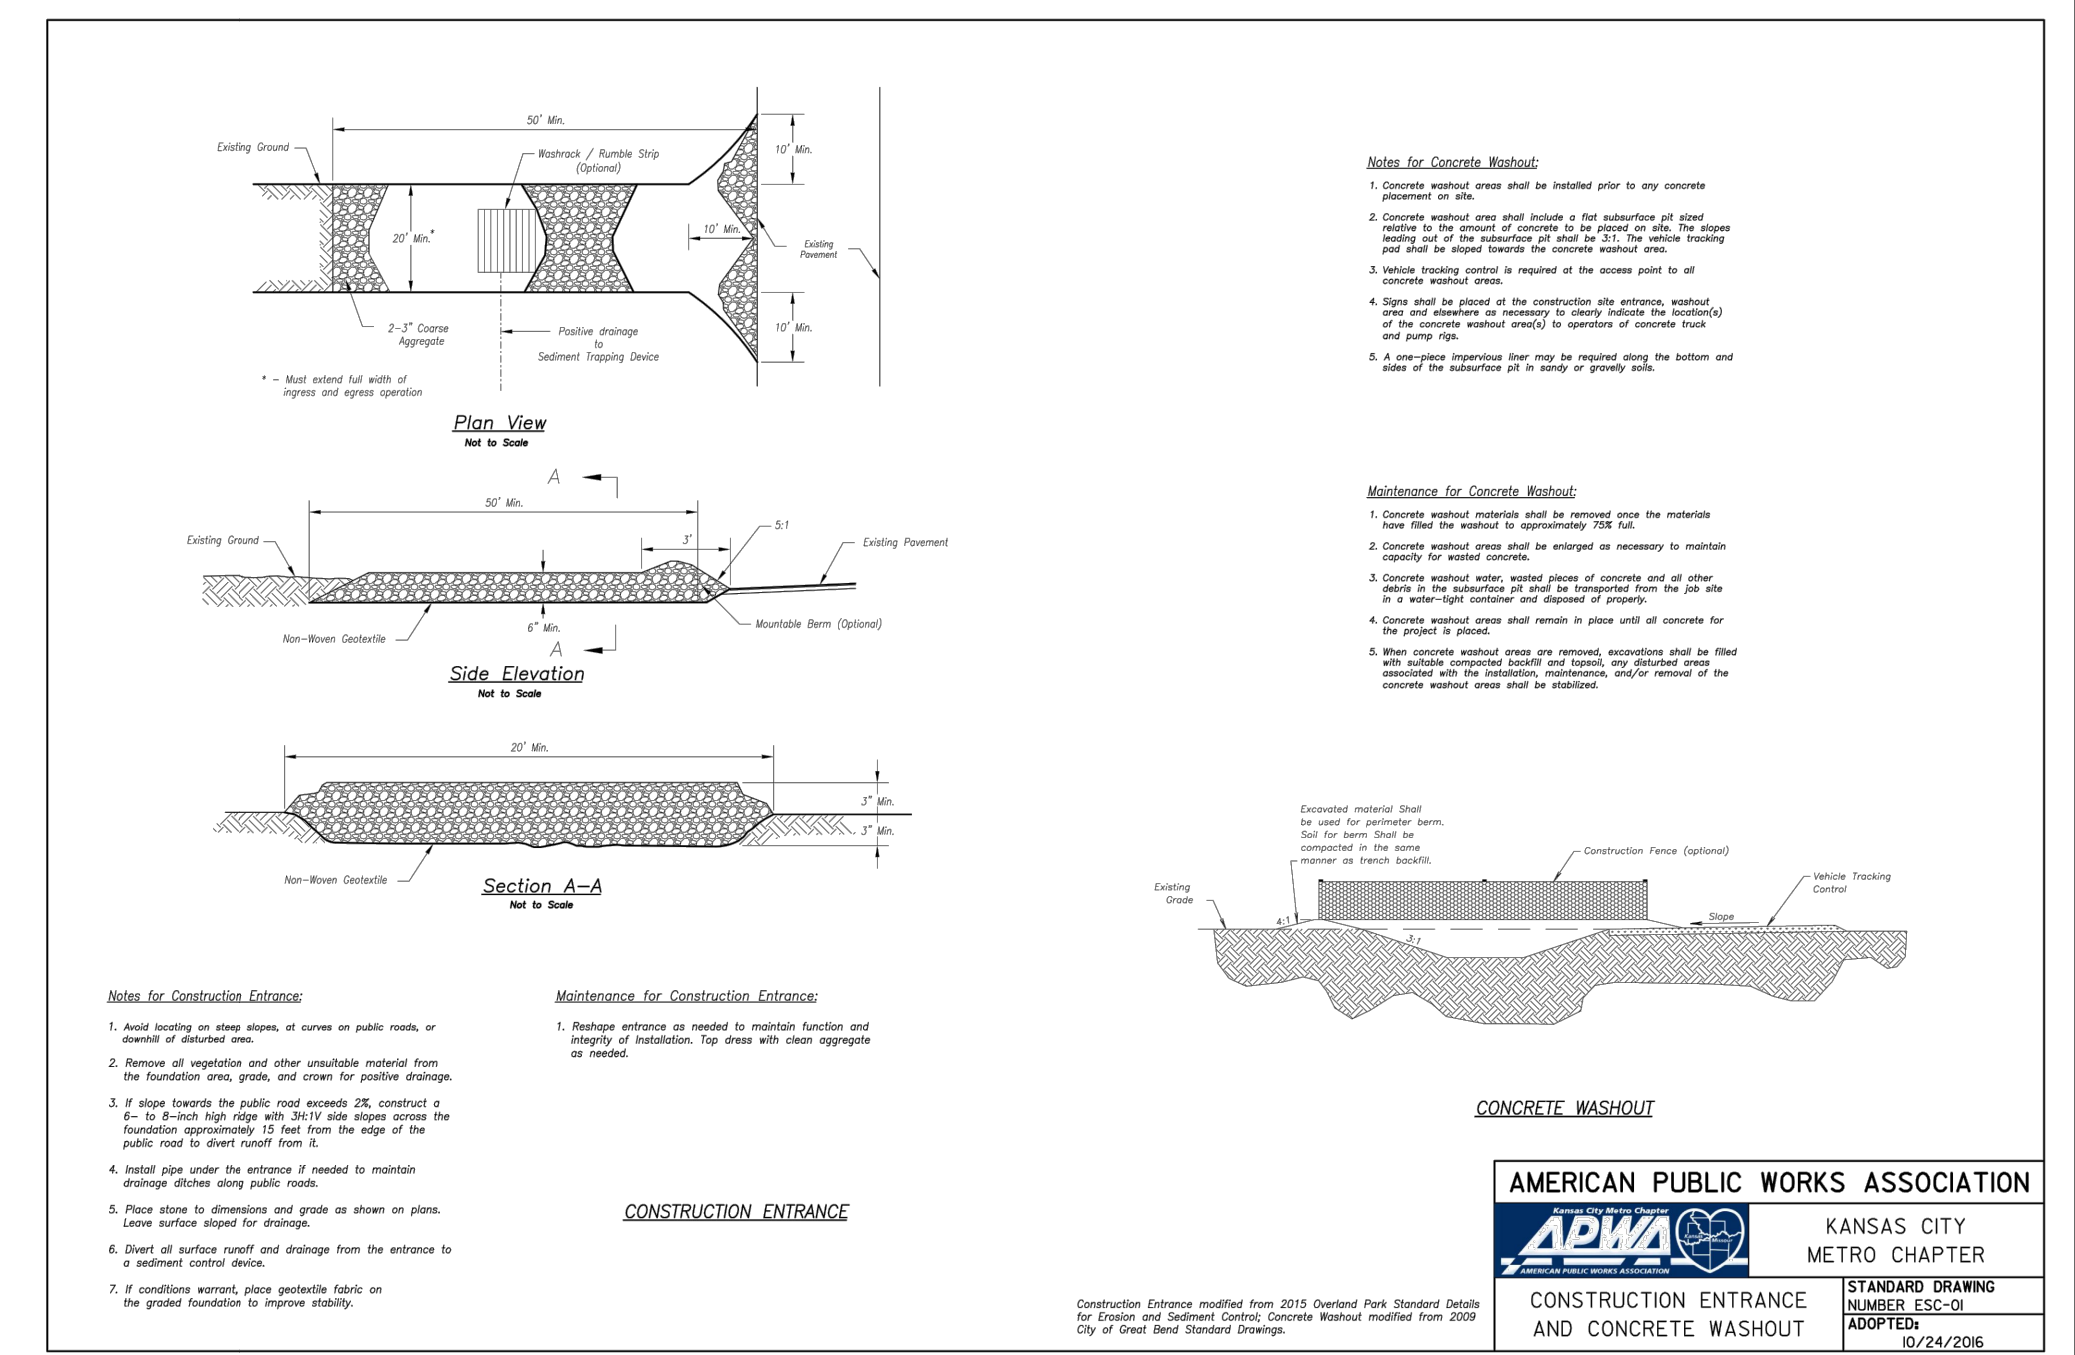 50' Min.
Existing Ground
Washrack / Rumble Strip
(Optional)
10' Min.
20' Min.*
10' Min.
Existing
Pavement
10' Min.
2-3" Coarse
Aggregate
Positive drainage
to
Sediment Trapping Device
* - Must extend full width of
ingress and egress operation
Plan View
Not to Scale
A
50' Min.
5:1
Existing Ground
3'
Existing Pavement
6" Min.
Mountable Berm (Optional)
Non-Woven Geotextile
A
Side Elevation
Not to Scale
20' Min.
3" Min.
3" Min.
Non-Woven Geotextile
Section A-A
Not to Scale
Notes for Construction Entrance:
1. Avoid locating on steep slopes, at curves on public roads, or
downhill of disturbed area.
2. Remove all vegetation and other unsuitable material from
the foundation area, grade, and crown for positive drainage.
3. If slope towards the public road exceeds 2%, construct a
6- to 8-inch high ridge with 3H:1V side slopes across the
foundation approximately 15 feet from the edge of the
public road to divert runoff from it.
4. Install pipe under the entrance if needed to maintain
drainage ditches along public roads.
5. Place stone to dimensions and grade as shown on plans.
Leave surface sloped for drainage.
6. Divert all surface runoff and drainage from the entrance to
a sediment control device.
7. If conditions warrant, place geotextile fabric on
the graded foundation to improve stability.
Maintenance for Construction Entrance:
1. Reshape entrance as needed to maintain function and
integrity of Installation. Top dress with clean aggregate
as needed.
CONSTRUCTION ENTRANCE
Notes for Concrete Washout:
1. Concrete washout areas shall be installed prior to any concrete
placement on site.
2. Concrete washout area shall include a flat subsurface pit sized
relative to the amount of concrete to be placed on site. The slopes
leading out of the subsurface pit shall be 3:1. The vehicle tracking
pad shall be sloped towards the concrete washout area.
3. Vehicle tracking control is required at the access point to all
concrete washout areas.
4. Signs shall be placed at the construction site entrance, washout
area and elsewhere as necessary to clearly indicate the location(s)
of the concrete washout area(s) to operators of concrete truck
and pump rigs.
5. A one-piece impervious liner may be required along the bottom and
sides of the subsurface pit in sandy or gravelly soils.
Maintenance for Concrete Washout:
1. Concrete washout materials shall be removed once the materials
have filled the washout to approximately 75% full.
2. Concrete washout areas shall be enlarged as necessary to maintain
capacity for wasted concrete.
3. Concrete washout water, wasted pieces of concrete and all other
debris in the subsurface pit shall be transported from the job site
in a water-tight container and disposed of properly.
4. Concrete washout areas shall remain in place until all concrete for
the project is placed.
5. When concrete washout areas are removed, excavations shall be filled
with suitable compacted backfill and topsoil, any disturbed areas
associated with the installation, maintenance, and/or removal of the
concrete washout areas shall be stabilized.
Excavated material Shall
be used for perimeter berm.
Soil for berm Shall be
compacted in the same
manner as trench backfill.
Construction Fence (optional)
Existing
Grade
Vehicle Tracking
Control
4:1
Slope
3:1
CONCRETE WASHOUT
Construction Entrance modified from 2015 Overland Park Standard Details
for Erosion and Sediment Control; Concrete Washout modified from 2009
City of Great Bend Standard Drawings.
AMERICAN PUBLIC WORKS ASSOCIATION
Kansas City Metro Chapter
APWA
Kansas
Missouri
AMERICAN PUBLIC WORKS ASSOCIATION
KANSAS CITY
METRO CHAPTER
CONSTRUCTION ENTRANCE
AND CONCRETE WASHOUT
STANDARD DRAWING
NUMBER ESC-01
ADOPTED:
10/24/2016